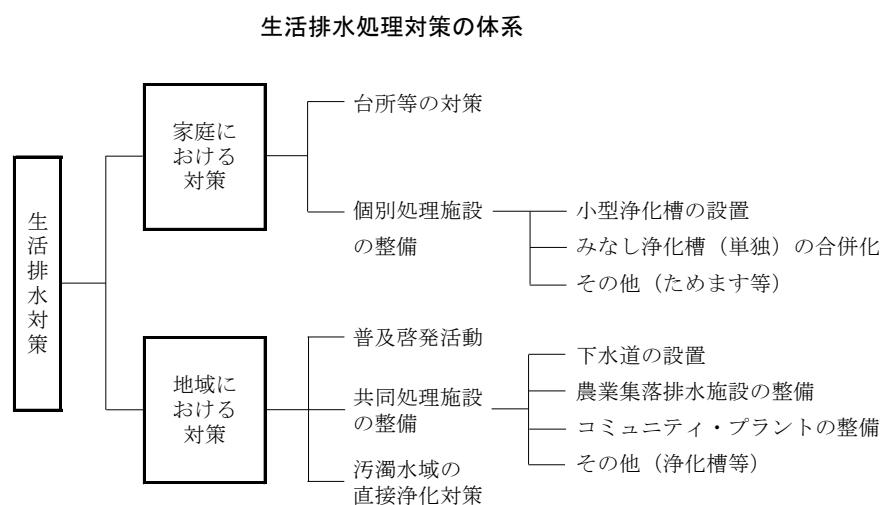 生活排水処理対策の体系
生活排水対策
家庭に
おける
対策
台所等の対策
個別処理施設
の整備
小型浄化槽の設置
みなし浄化槽（単独）の合併化
その他（ためます等）
地域に
おける
対策
普及啓発活動
共同処理施設
の整備
下水道の設置
農業集落排水施設の整備
コミュニティ・プラントの整備
その他（浄化槽等）
汚濁水域の
直接浄化対策